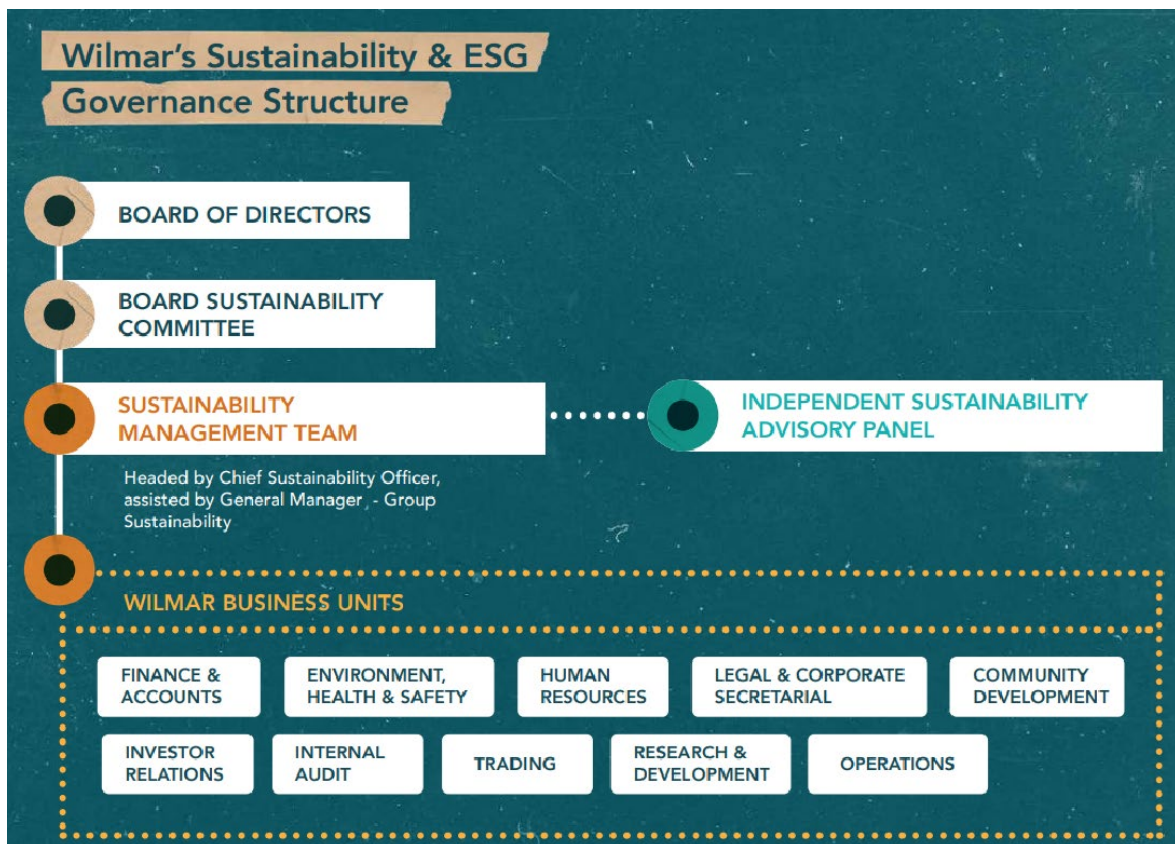 Wilmar's Sustainability & ESG
Governance Structure
BOARD OF DIRECTORS
BOARD SUSTAINABILITY
COMMITTEE
SUSTAINABILITY
MANAGEMENT TEAM
INDEPENDENT SUSTAINABILITY
ADVISORY PANEL
Headed by Chief Sustainability Officer,
assisted by General Manager - Group
Sustainability
WILMAR BUSINESS UNITS
FINANCE &
ACCOUNTS
ENVIRONMENT,
HEALTH & SAFETY
HUMAN
RESOURCES
LEGAL & CORPORATE
SECRETARIAL
COMMUNITY
DEVELOPMENT
INVESTOR
RELATIONS
INTERNAL
AUDIT
TRADING
RESEARCH &
DEVELOPMENT
OPERATIONS